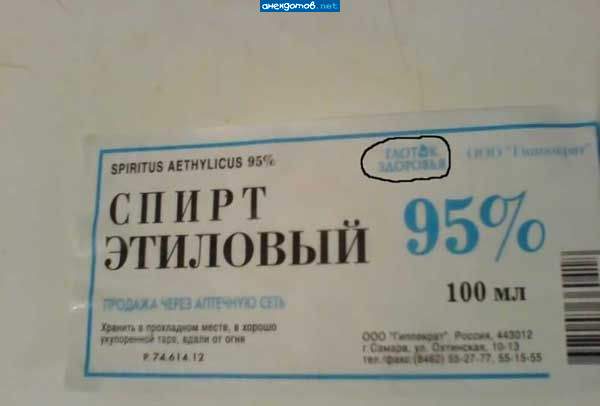 анекдотов.net
SPIRITUS AETHYLICUS 95%
ГЛОТОК
ЗДОРОВЬЯ
ООО "Гиппократ"
СПИРТ
ЭТИЛОВЫЙ
95%
100 мл
ПРОДАЖА ЧЕРЕЗ АПТЕЧНУЮ СЕТЬ
Хранить в прохладном месте, в хорошо
укупоренной таре, вдали от огня
Р. 74.614.12
ООО "Гиппократ", Россия, 443012
г. Самара, ул. Охтинская, 10-13
тел./факс: (8462) 55-27-77, 55-15-55